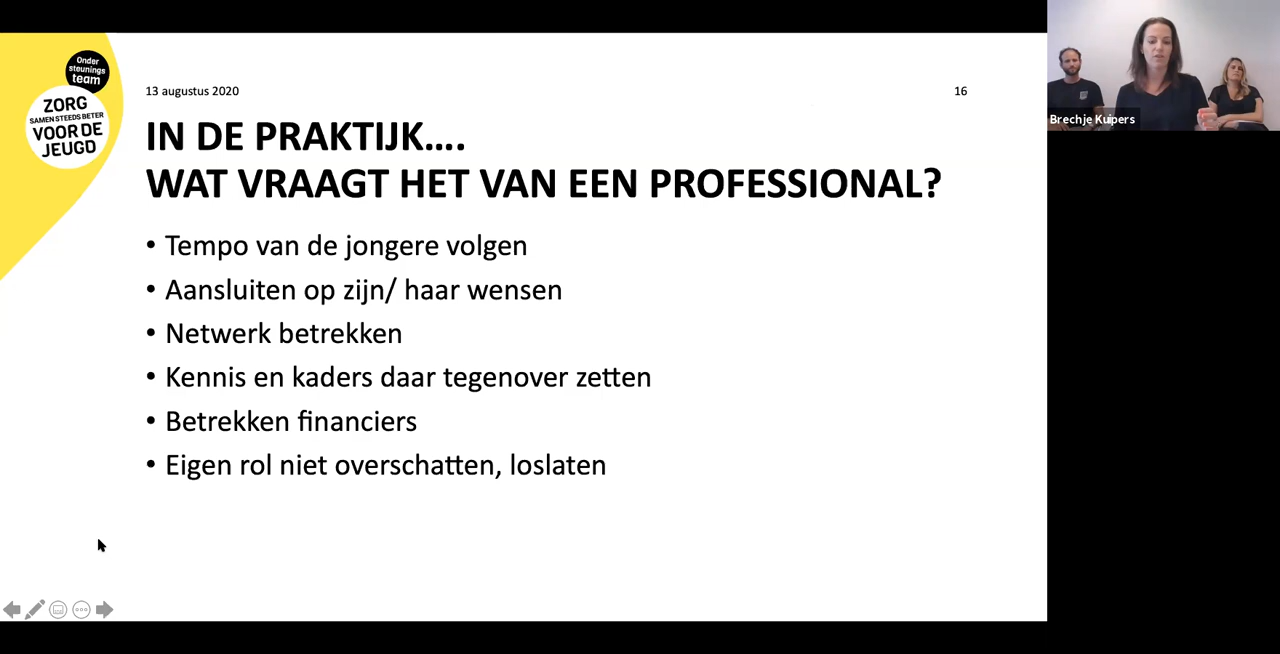 Onder
steunings
team
ZORG
SAMEN STEEDS BETER
VOOR DE
JEUGD
13 augustus 2020
16
IN DE PRAKTIJK....
WAT VRAAGT HET VAN EEN PROFESSIONAL?
• Tempo van de jongere volgen
• Aansluiten op zijn/ haar wensen
• Netwerk betrekken
• Kennis en kaders daar tegenover zetten
• Betrekken financiers
• Eigen rol niet overschatten, loslaten
Brechje Kuipers